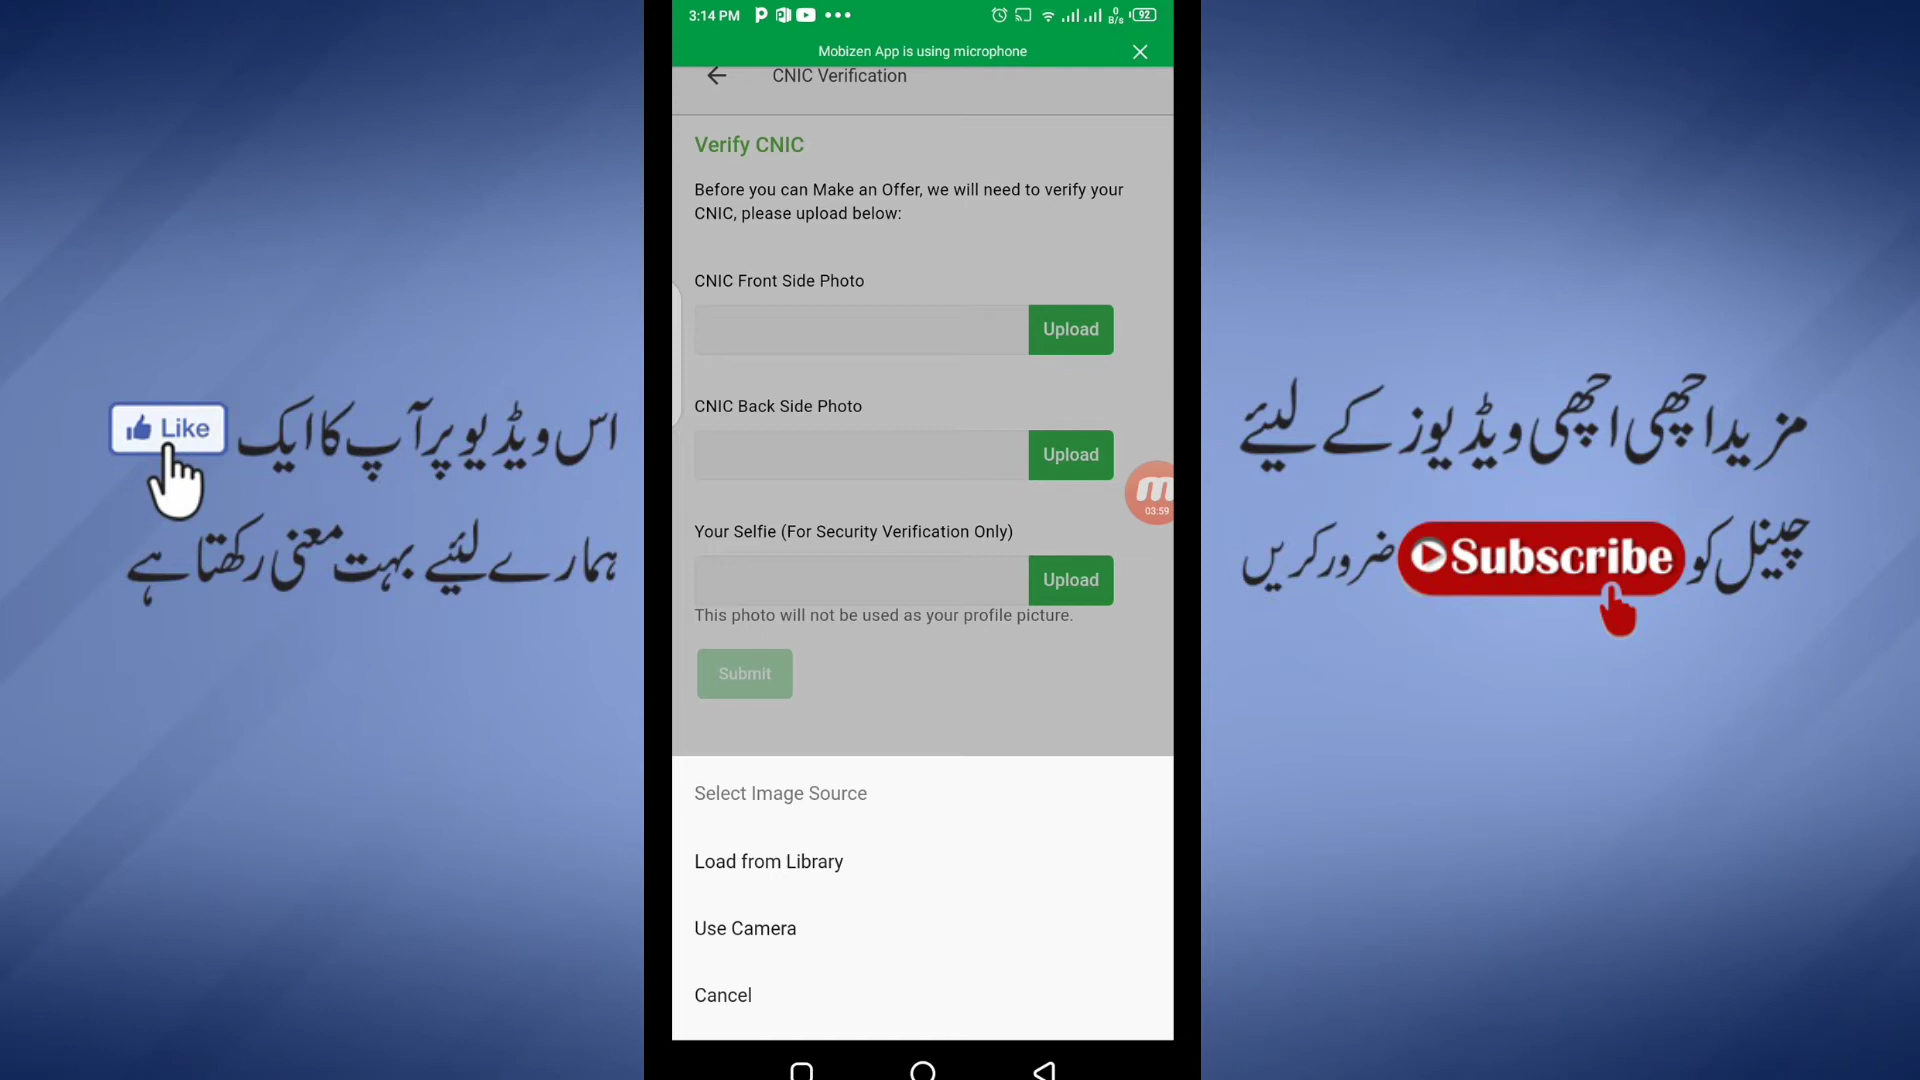 3:14 PM
0 B/s
92
Mobizen App is using microphone
CNIC Verification
Verify CNIC
Before you can Make an Offer, we will need to verify your
CNIC, please upload below:
CNIC Front Side Photo
Upload
CNIC Back Side Photo
Upload
03:59
Your Selfie (For Security Verification Only)
Upload
This photo will not be used as your profile picture.
Submit
Select Image Source
Load from Library
Use Camera
Cancel
اس ویڈیو پر آپ کا ایک Like
ہمارے لیئے بہت معنی رکھتا ہے
مزید اچھی اچھی ویڈیوز کے لیئے
چینل کو Subscribe ضرور کریں